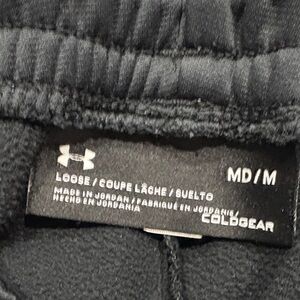 MD/M
LOOSE/COUPE LÂCHE/SUELTO
MADE IN JORDAN/FABRIQUÉ EN JORDANIE/
HECHO EN JORDANIA
COLDGEAR